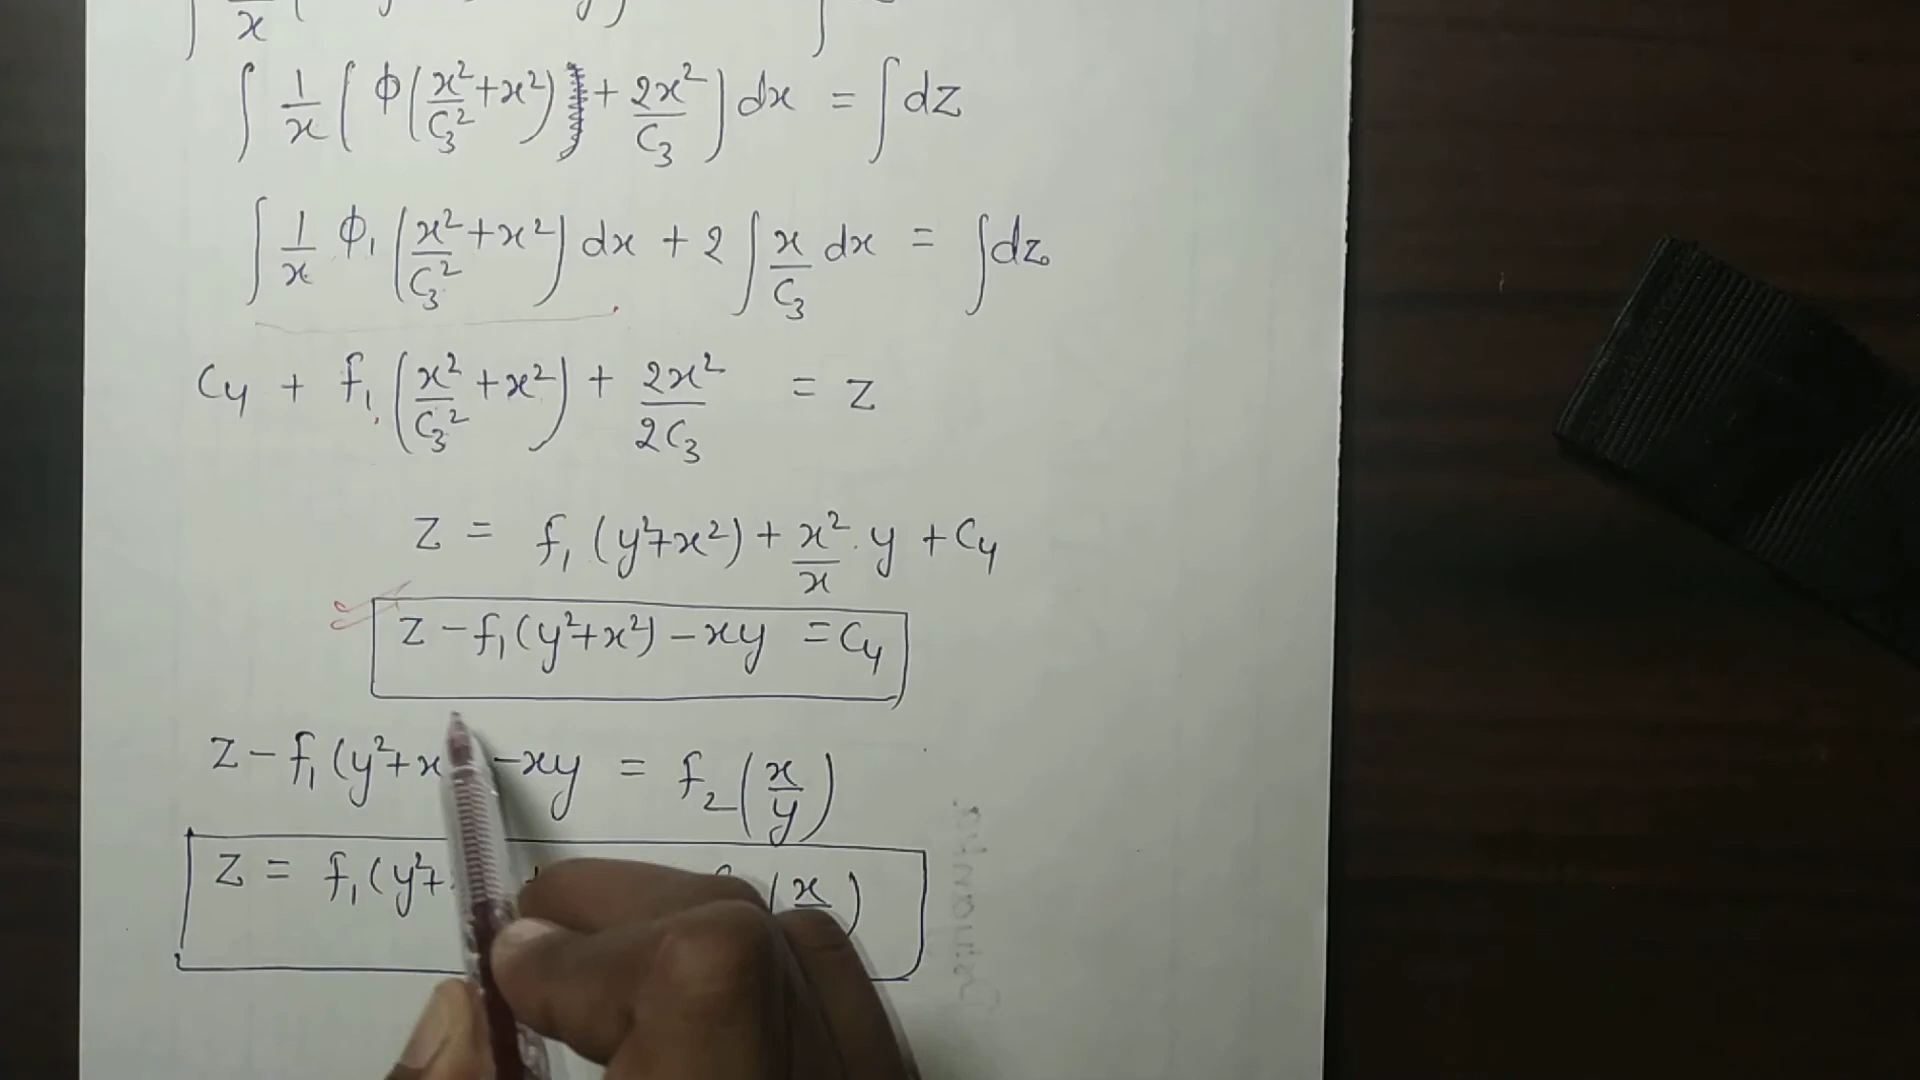 ∫ 1/x ( φ(x²/C₃² + x²) + 2x²/C₃ ) dx = ∫ dz
∫ 1/x φ₁ (x²/C₃² + x²) dx + 2 ∫ x/C₃ dx = ∫ dz
C₄ + f₁ (x²/C₃² + x²) + 2x²/2C₃ = z
z = f₁ (y² + x²) + x²/x . y + C₄
z - f₁ (y² + x²) - xy = C₄
z - f₁ (y² + x - xy = f₂ (x/y)
z = f₁ (y² + (x )